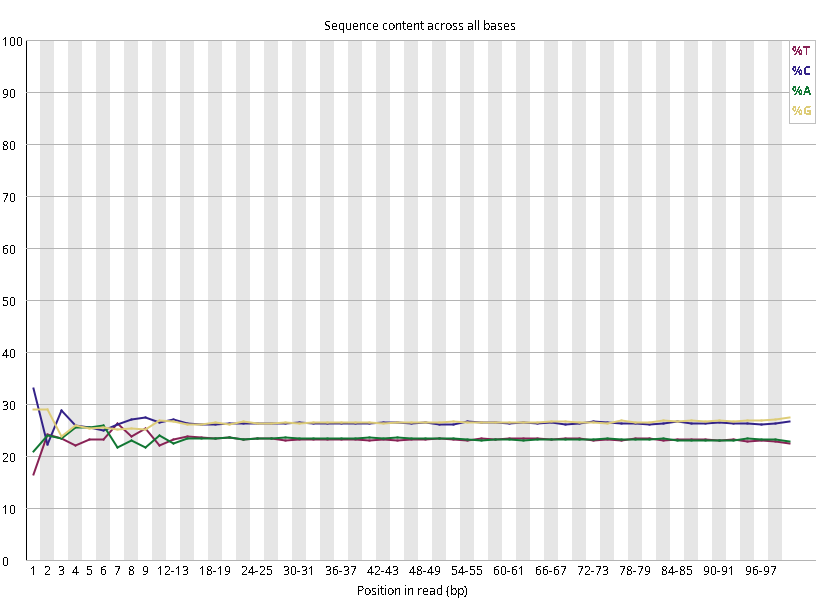 Sequence content across all bases
%T
%C
%A
%G
100
90
80
70
60
50
40
30
20
10
0
1 2 3 4 5 6 7 8 9 12-13 18-19 24-25 30-31 36-37 42-43 48-49 54-55 60-61 66-67 72-73 78-79 84-85 90-91 96-97
Position in read (bp)